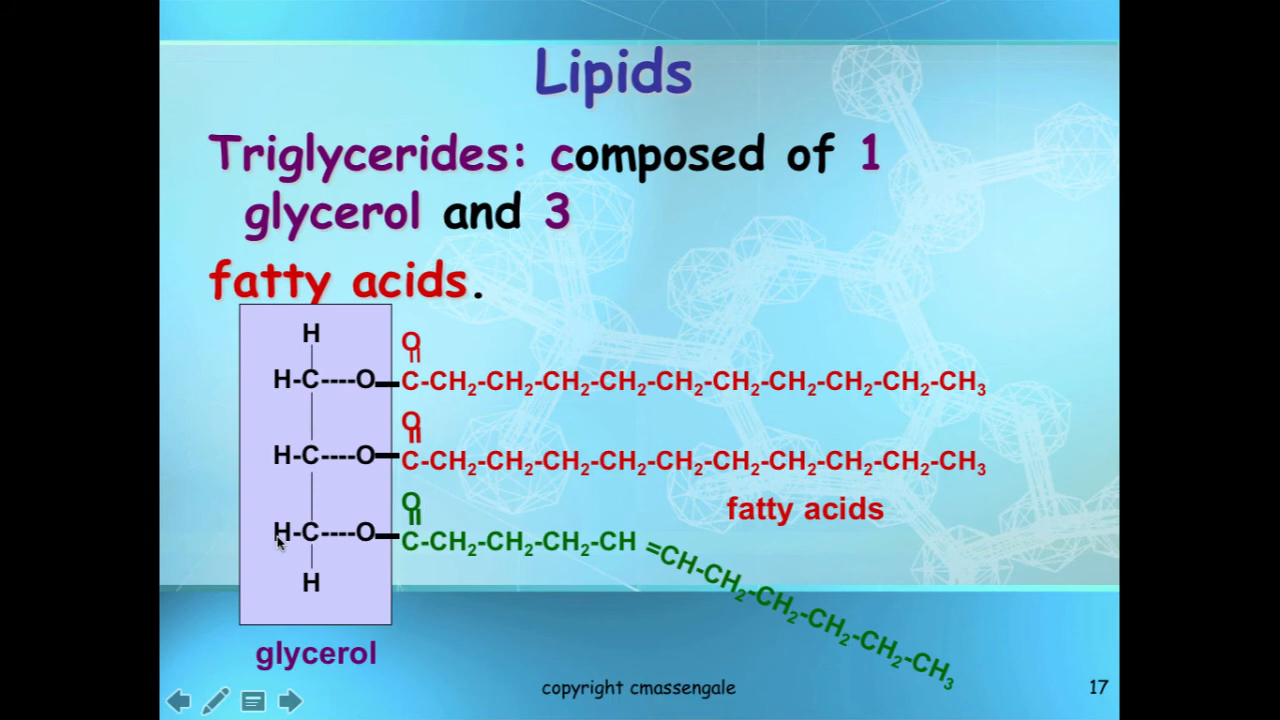 Lipids
Triglycerides: composed of 1
glycerol and 3
fatty acids.
H
O
H-C----O C-CH₂-CH₂-CH₂-CH₂-CH₂-CH₂-CH₂-CH₂-CH₂-CH₃
O
H-C----O C-CH₂-CH₂-CH₂-CH₂-CH₂-CH₂-CH₂-CH₂-CH₂-CH₃
fatty acids
O
H-C----O C-CH₂-CH₂-CH₂-CH =CH-CH₂-CH₂-CH₂-CH₂-CH₃
H
glycerol
copyright cmassengale
17